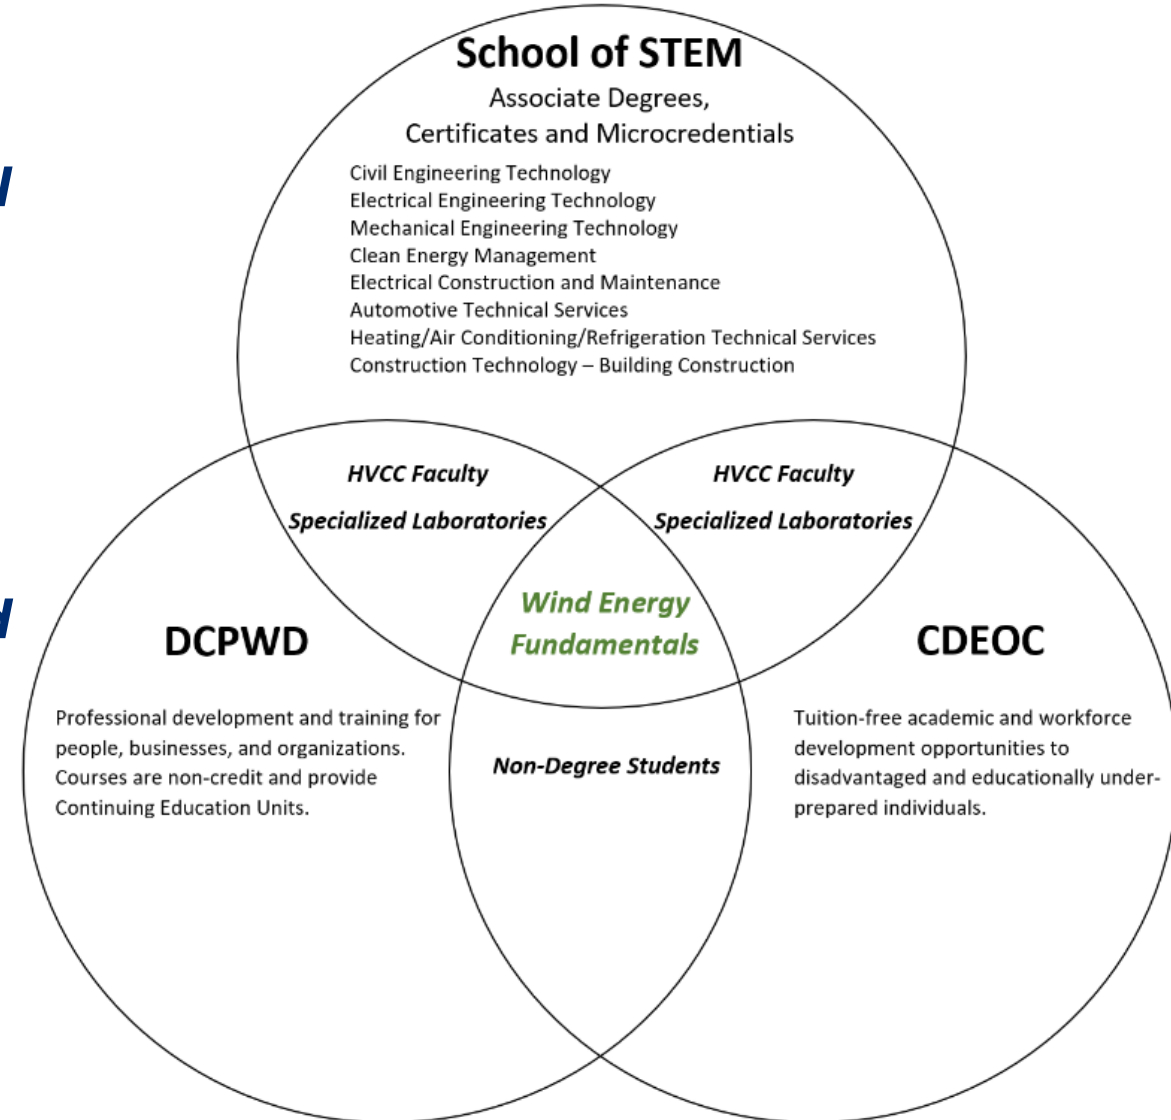 School of STEM
Associate Degrees,
Certificates and Microcredentials
Civil Engineering Technology
Electrical Engineering Technology
Mechanical Engineering Technology
Clean Energy Management
Electrical Construction and Maintenance
Automotive Technical Services
Heating/Air Conditioning/Refrigeration Technical Services
Construction Technology – Building Construction
HVCC Faculty
Specialized Laboratories
HVCC Faculty
Specialized Laboratories
Wind Energy
Fundamentals
DCPWD
Professional development and training for
people, businesses, and organizations.
Courses are non-credit and provide
Continuing Education Units.
Non-Degree Students
CDEOC
Tuition-free academic and workforce
development opportunities to
disadvantaged and educationally under-
prepared individuals.